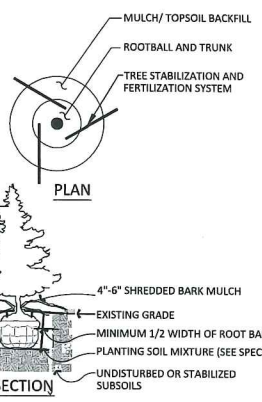 MULCH/ TOPSOIL BACKFILL
ROOTBALL AND TRUNK
TREE STABILIZATION AND
FERTILIZATION SYSTEM
PLAN
4"-6" SHREDDED BARK MULCH
EXISTING GRADE
MINIMUM 1/2 WIDTH OF ROOT BA
PLANTING SOIL MIXTURE (SEE SPEC
UNDISTURBED OR STABILIZED
SUBSOILS
SECTION